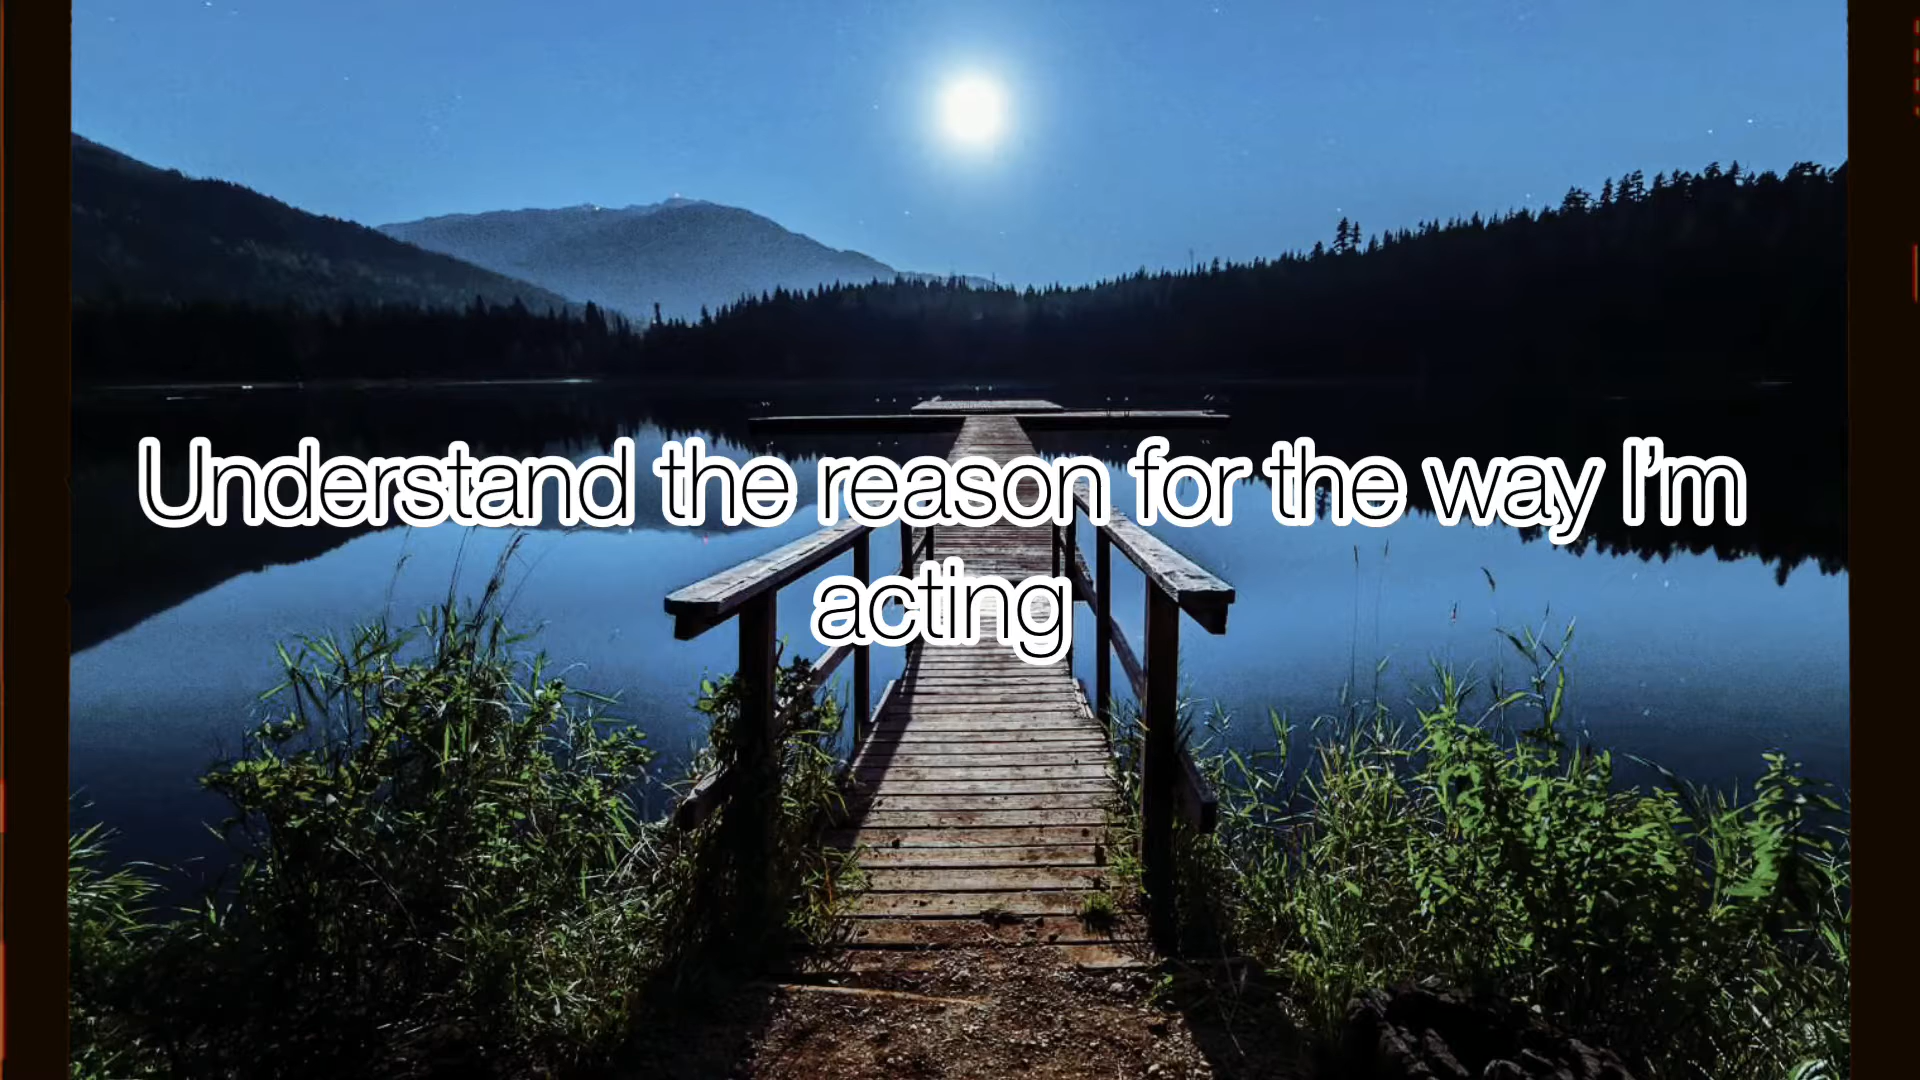 Understand the reason for the way I'm
acting